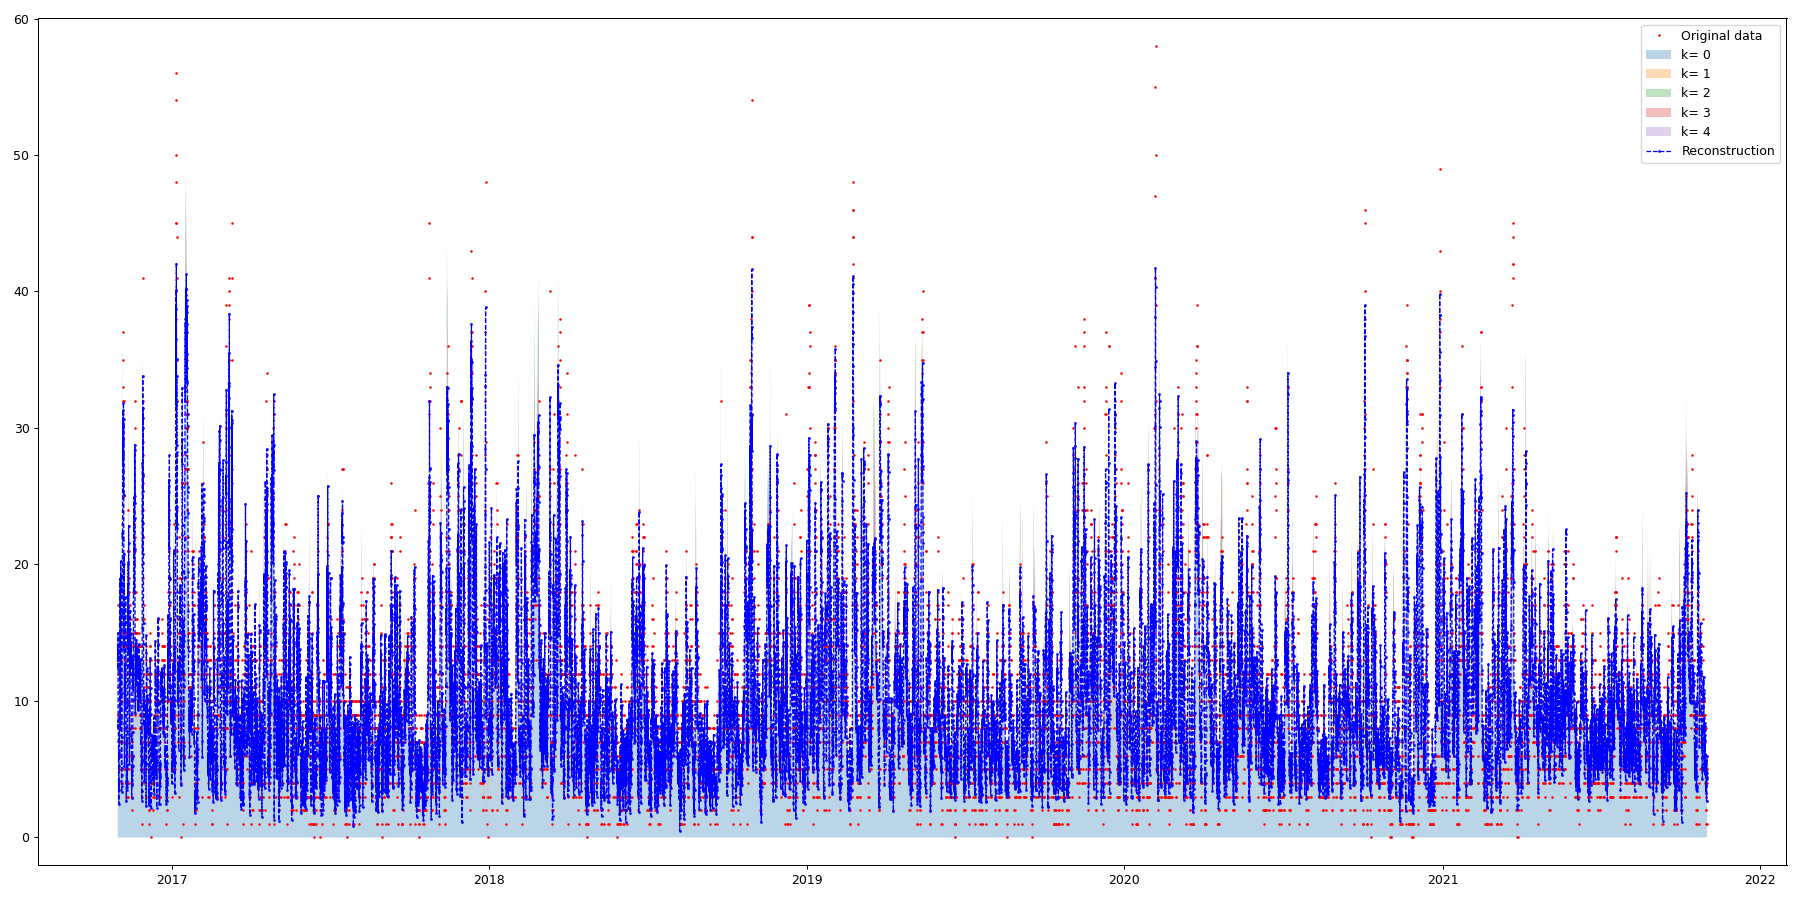 60
50
40
30
20
10
0
2017
2018
2019
2020
2021
2022
Original data
k= 0
k= 1
k= 2
k= 3
k= 4
Reconstruction